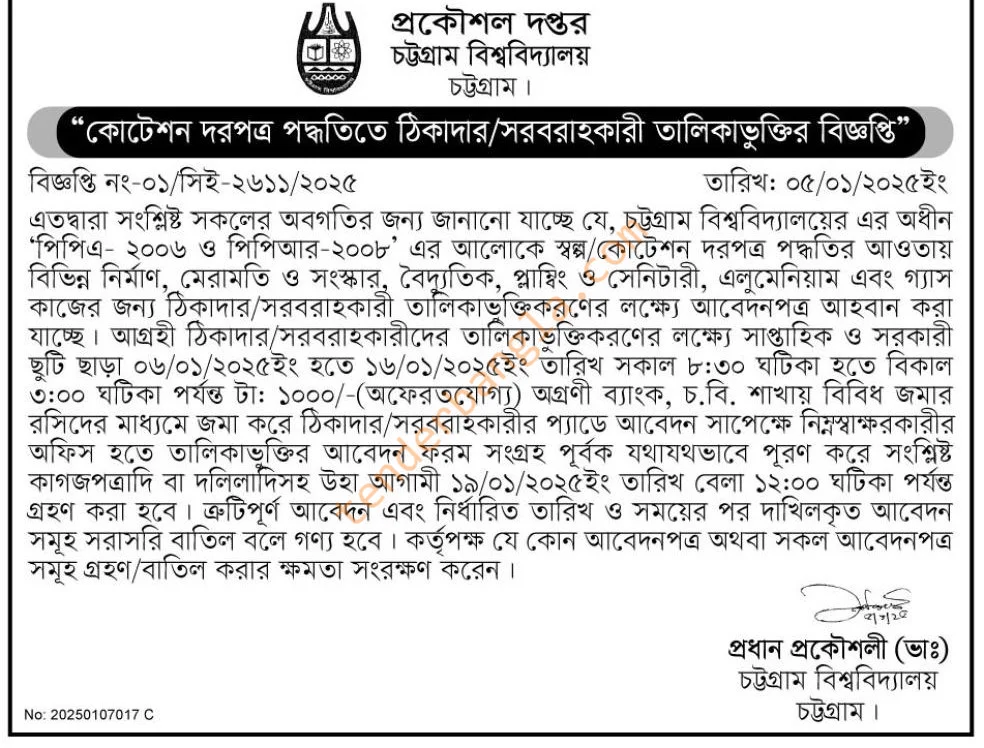 প্রকৌশল দপ্তর
চট্টগ্রাম বিশ্ববিদ্যালয়
চট্টগ্রাম।
“কোটেশন দরপত্র পদ্ধতিতে ঠিকাদার/সরবরাহকারী তালিকাভুক্তির বিজ্ঞপ্তি”
বিজ্ঞপ্তি নং-০১/সিই-২৬১১/২০২৫ তারিখ: ০৫/০১/২০২৫ইং
এতদ্বারা সংশ্লিষ্ট সকলের অবগতির জন্য জানানো যাচ্ছে যে, চট্টগ্রাম বিশ্ববিদ্যালয়ের এর অধীন
‘পিপিএ- ২০০৬ ও পিপিআর-২০০৮’ এর আলোকে স্বল্প/কোটেশন দরপত্র পদ্ধতির আওতায়
বিভিন্ন নির্মাণ, মেরামতি ও সংস্কার, বৈদ্যুতিক, প্লাম্বিং ও সেনিটারী, এলুমেনিয়াম এবং গ্যাস
কাজের জন্য ঠিকাদার/সরবরাহকারী তালিকাভুক্তিকরণের লক্ষ্যে আবেদনপত্র আহবান করা
যাচ্ছে। আগ্রহী ঠিকাদার/সরবরাহকারীদের তালিকাভুক্তিকরণের লক্ষ্যে সাপ্তাহিক ও সরকারী
ছুটি ছাড়া ০৬/০১/২০২৫ইং হতে ১৬/০১/২০২৫ইং তারিখ সকাল ৮:৩০ ঘটিকা হতে বিকাল
৩:০০ ঘটিকা পর্যন্ত টা: ১০০০/-(অফেরতযোগ্য) অগ্রণী ব্যাংক, চ.বি. শাখায় বিবিধ জমার
রসিদের মাধ্যমে জমা করে ঠিকাদার/সরবরাহকারীর প্যাডে আবেদন সাপেক্ষে নিম্নস্বাক্ষরকারীর
অফিস হতে তালিকাভুক্তির আবেদন ফরম সংগ্রহ পূর্বক যথাযথভাবে পূরণ করে সংশ্লিষ্ট
কাগজপত্রাদি বা দলিলাদিসহ উহা আগামী ১৯/০১/২০২৫ইং তারিখ বেলা ১২:০০ ঘটিকা পর্যন্ত
গ্রহণ করা হবে। ত্রুটিপূর্ণ আবেদন এবং নির্ধারিত তারিখ ও সময়ের পর দাখিলকৃত আবেদন
সমূহ সরাসরি বাতিল বলে গণ্য হবে। কর্তৃপক্ষ যে কোন আবেদনপত্র অথবা সকল আবেদনপত্র
সমূহ গ্রহণ/বাতিল করার ক্ষমতা সংরক্ষণ করেন।
tenderbangla.com
প্রধান প্রকৌশলী (ভাঃ)
চট্টগ্রাম বিশ্ববিদ্যালয়
চট্টগ্রাম।
No: 20250107017 C